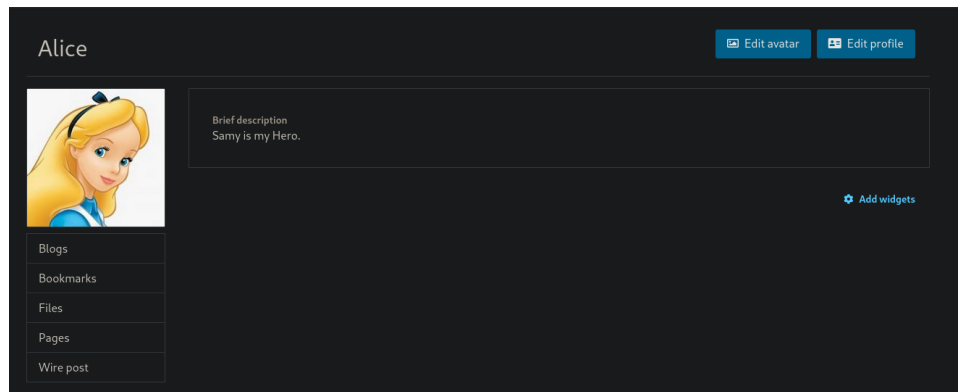 Alice
Edit avatar
Edit profile
Brief description
Samy is my Hero.
Add widgets
Blogs
Bookmarks
Files
Pages
Wire post